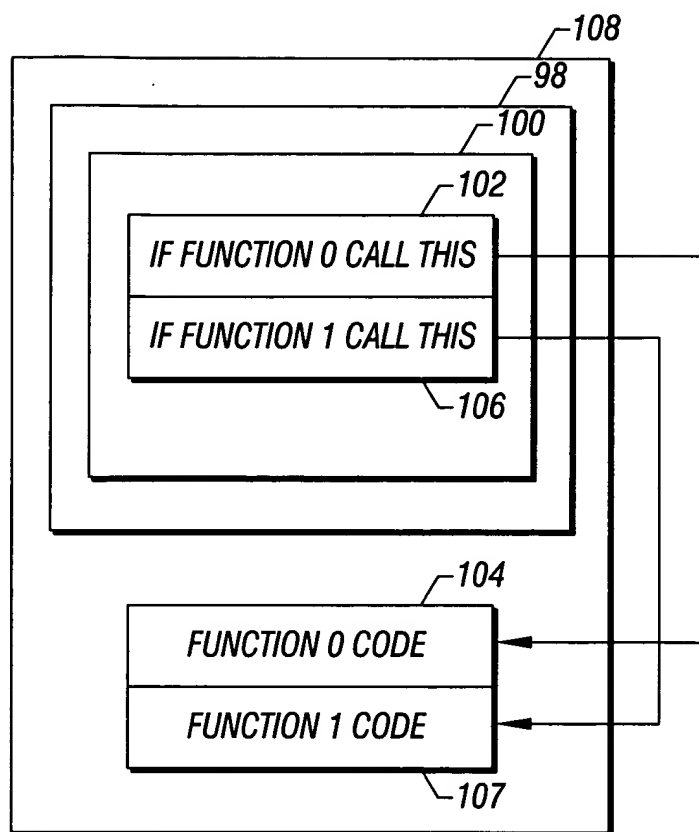 108
98
100
102
IF FUNCTION 0 CALL THIS
IF FUNCTION 1 CALL THIS
106
104
FUNCTION 0 CODE
FUNCTION 1 CODE
107